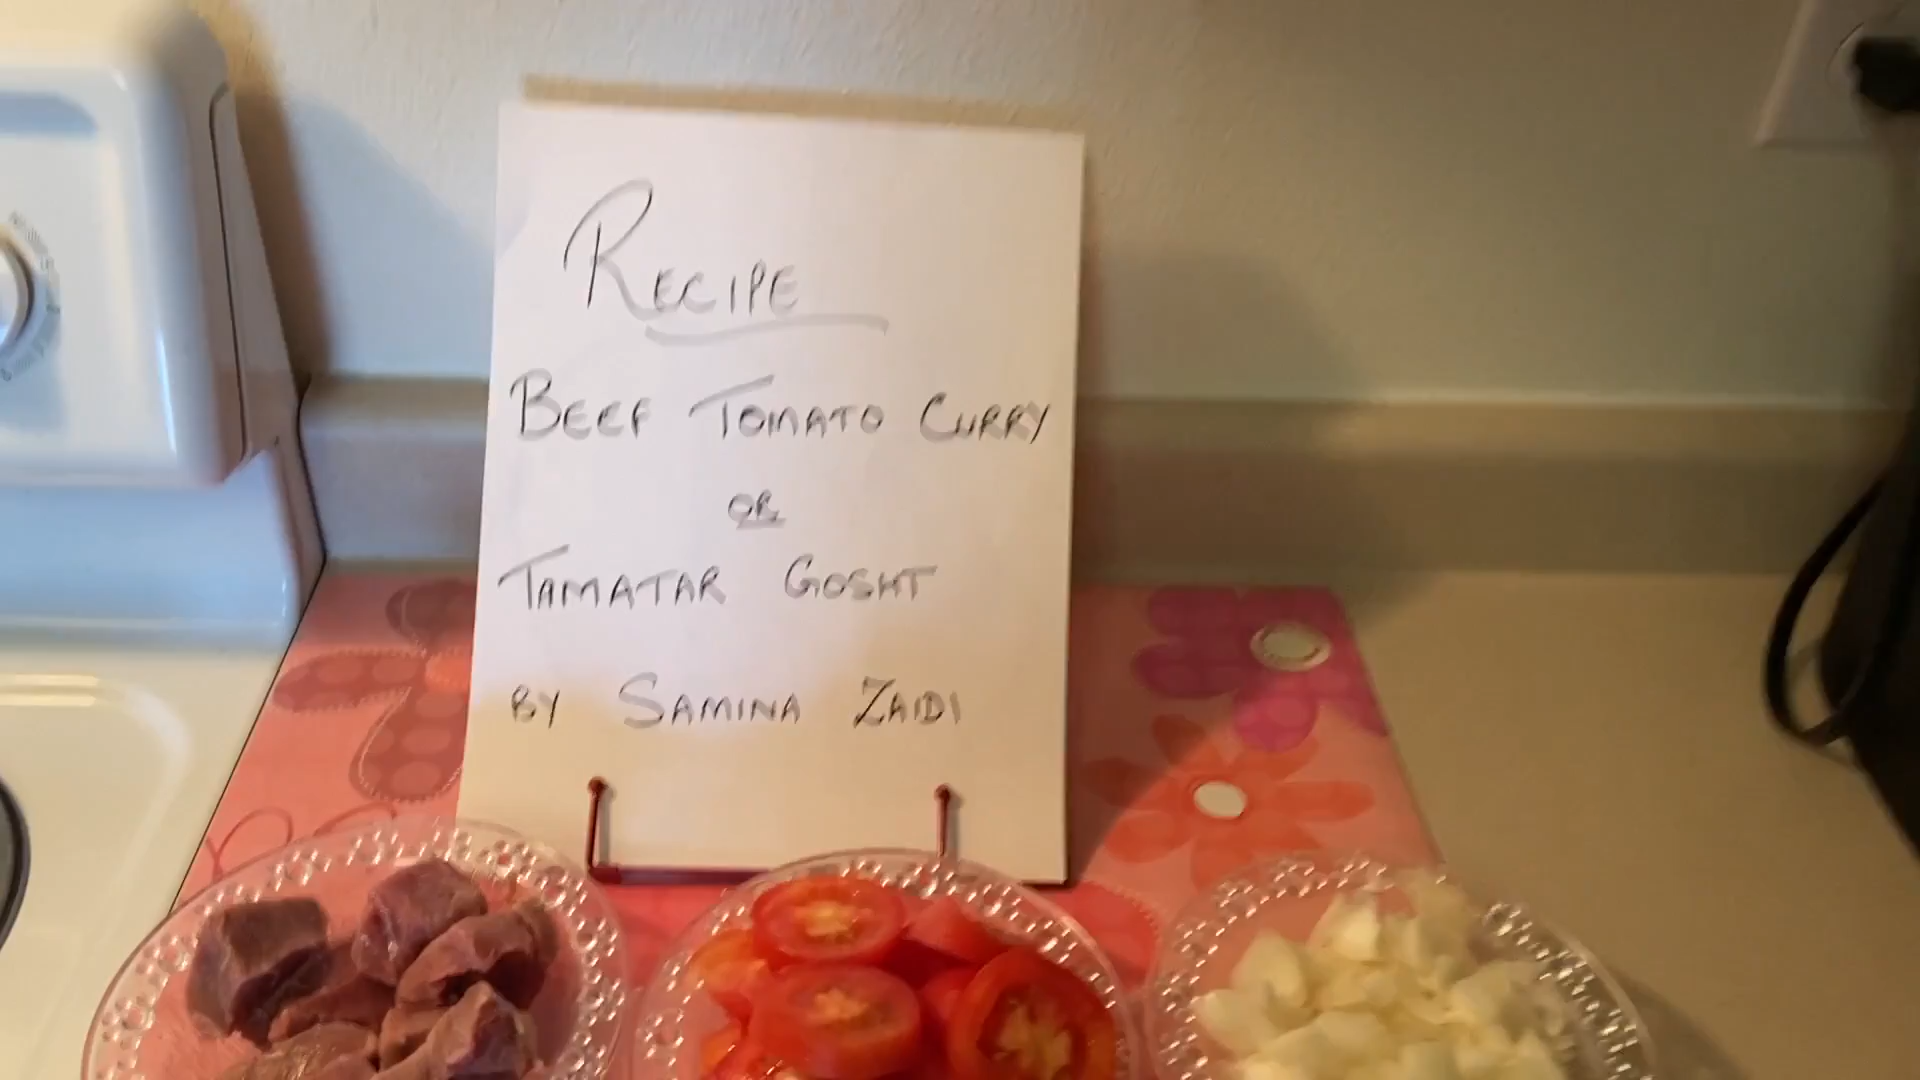 RECIPE
BEEF TOMATO CURRY
OR
TAMATAR GOSHT
BY SAMINA ZAIDI